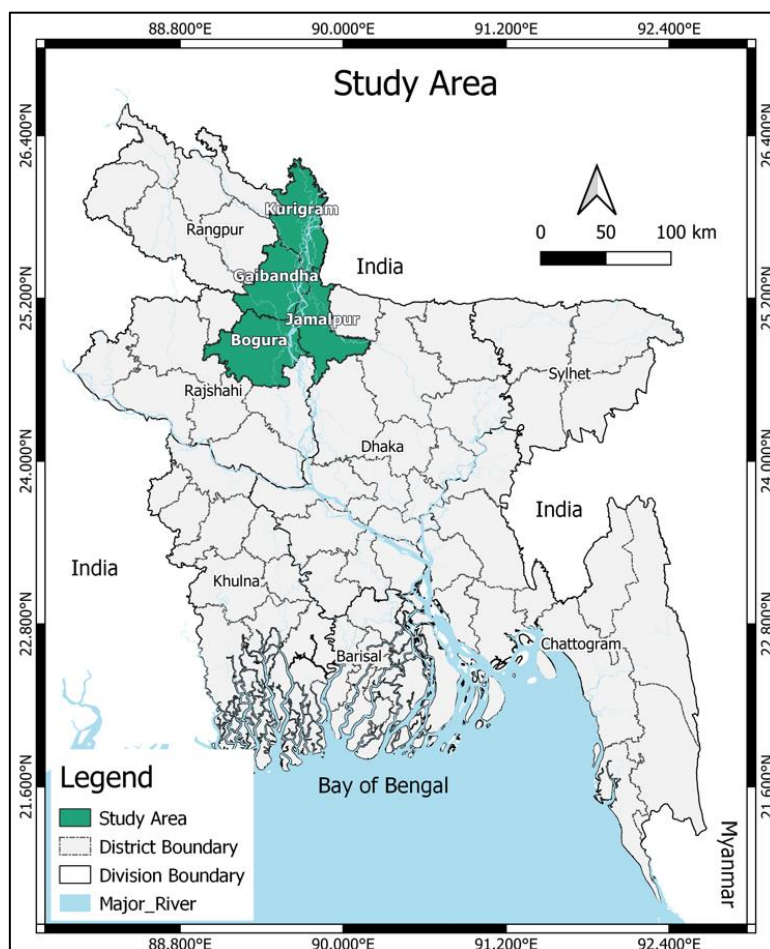 88.800°E 90.000°E 91.200°E 92.400°E
Study Area
26.400°N
26.400°N
Kurigram
Rangpur
0 50 100 km
India
Gaibandha
25.200°N
25.200°N
Jamalpur
Bogura
Sylhet
Rajshahi
Dhaka
24.000°N
24.000°N
India
India
Khulna
22.800°N
22.800°N
Chattogram
Barisal
Legend
Bay of Bengal
21.600°N
21.600°N
Study Area
District Boundary
Division Boundary
Major_River
Myanmar
88.800°E 90.000°E 91.200°E 92.400°E